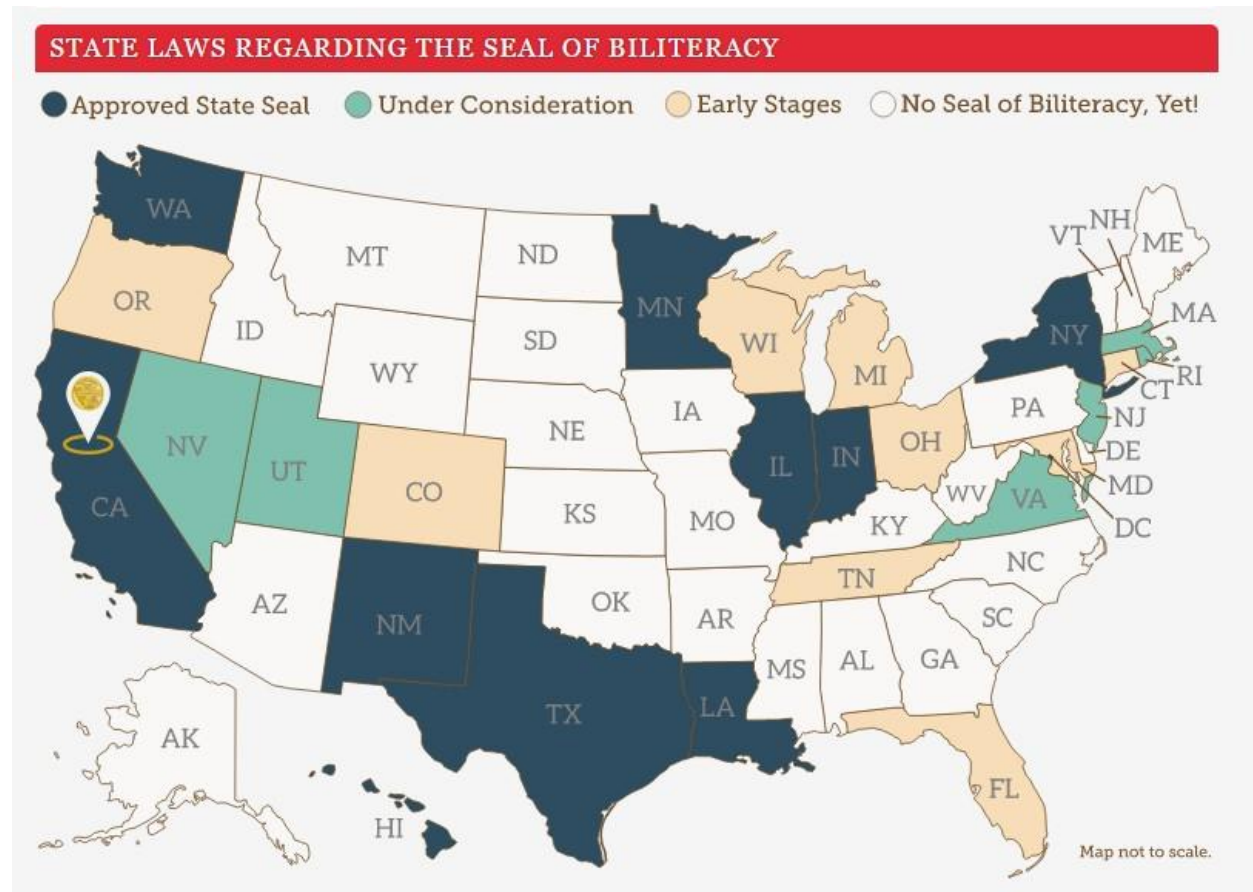 STATE LAWS REGARDING THE SEAL OF BILITERACY
Approved State Seal Under Consideration Early Stages No Seal of Biliteracy, Yet!
WA
MT
ND
MN
VT
NH
ME
OR
ID
SD
WI
MI
NY
MA
WY
CT
RI
NV
UT
CO
NE
IA
IL
IN
OH
PA
NJ
DE
MD
DC
CA
KS
MO
WV
VA
KY
AZ
NM
OK
AR
TN
NC
SC
MS
AL
GA
TX
LA
AK
HI
FL
Map not to scale.